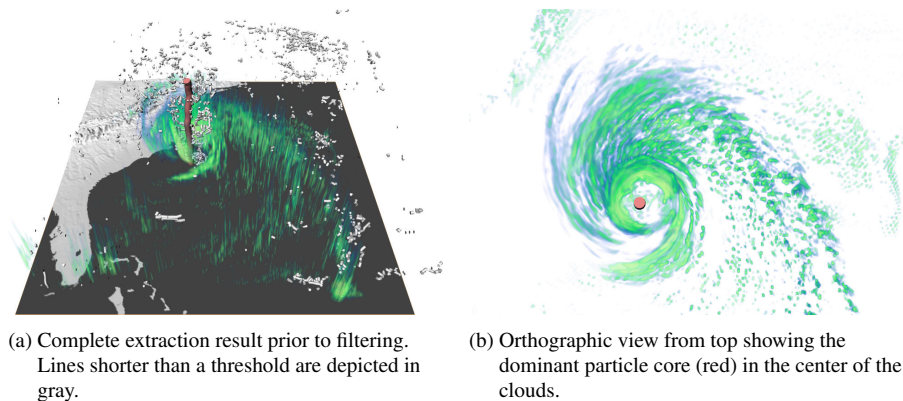 (a) Complete extraction result prior to filtering.
Lines shorter than a threshold are depicted in
gray.
(b) Orthographic view from top showing the
dominant particle core (red) in the center of the
clouds.